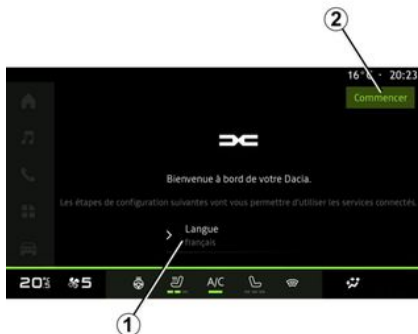 2
16°C - 20:23
Commencer
Bienvenue à bord de votre Dacia.
Les étapes de configuration suivantes vont vous permettre d'utiliser les services connectés.
Langue
français
20
5
A/C
1